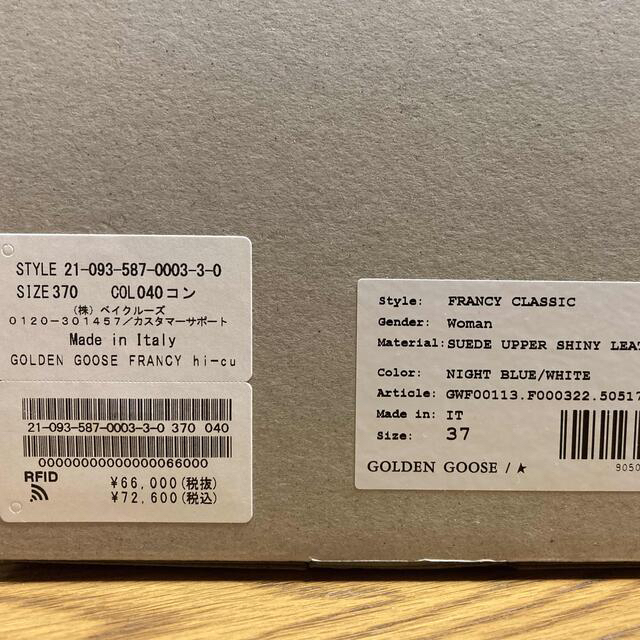 STYLE 21-093-587-0003-3-0
SIZE 370 COL 040 コン
(株) ベイクルーズ
0120-301457/カスタマーサポート
Made in Italy
GOLDEN GOOSE FRANCY hi-cu
21-093-587-0003-3-0 370 040
00000000000000066000
RFID
¥66,000(税抜)
¥72,600(税込)
Style: FRANCY CLASSIC
Gender: Woman
Material: SUEDE UPPER SHINY LEAT
Color: NIGHT BLUE/WHITE
Article: GWF00113.F000322.50517
Made in: IT
Size: 37
GOLDEN GOOSE /★
9050